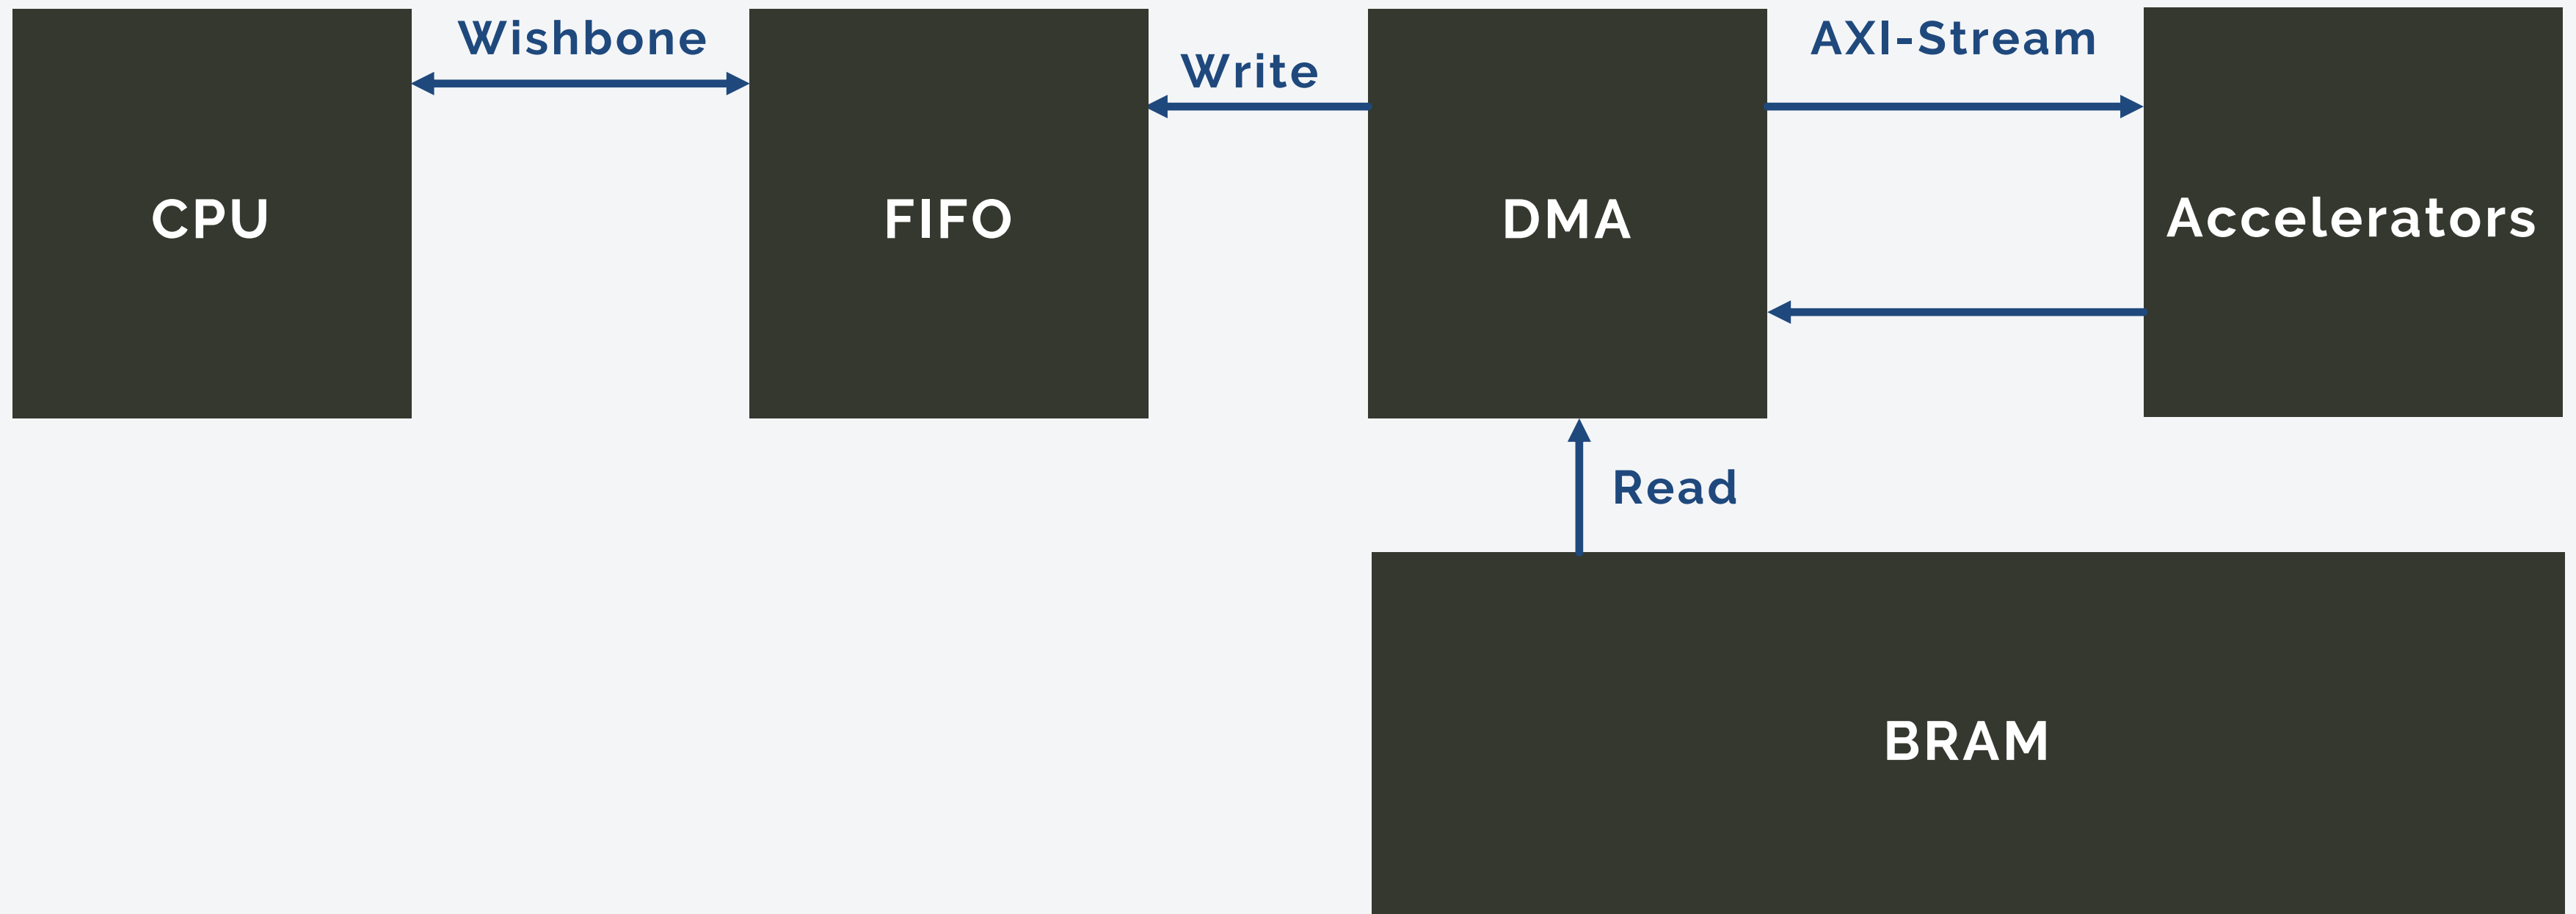 Wishbone
Write
AXI-Stream
CPU
FIFO
DMA
Accelerators
Read
BRAM